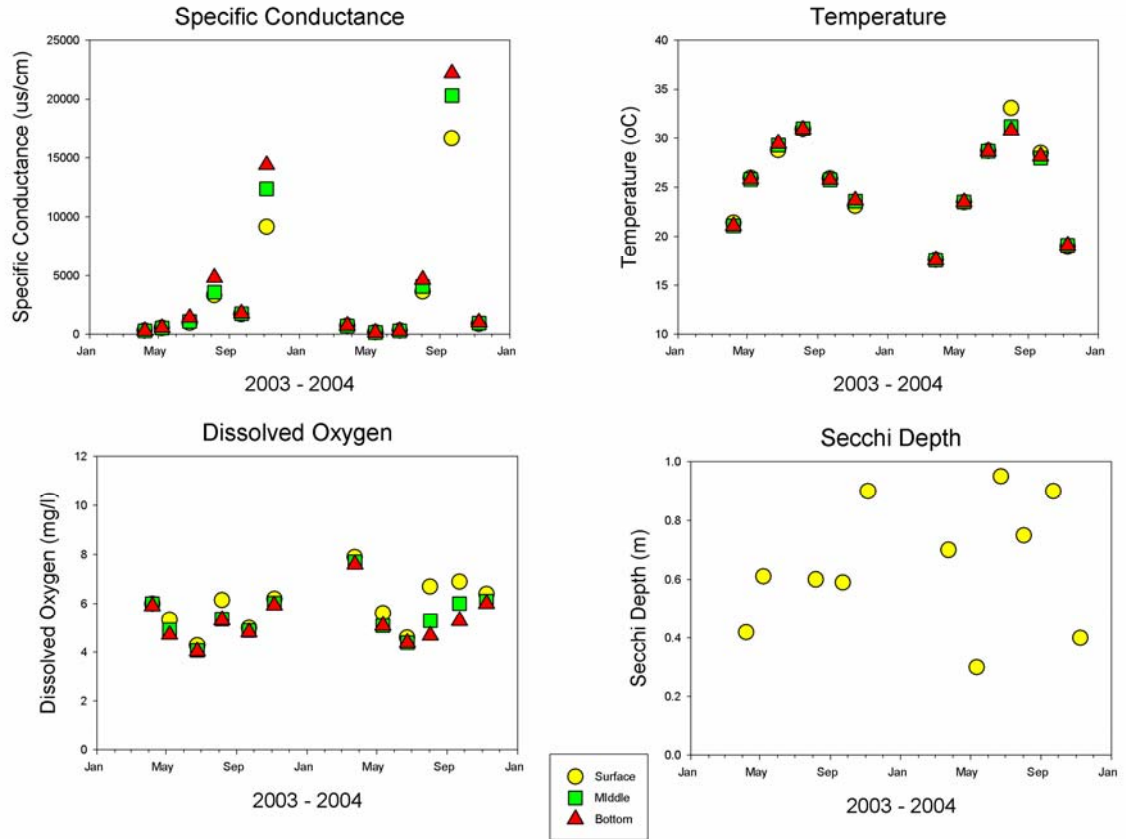 Specific Conductance
Specific Conductance (us/cm)
25000
20000
15000
10000
5000
0
Jan May Sep Jan May Sep Jan
2003 - 2004
Temperature
Temperature (oC)
40
35
30
25
20
15
10
Jan May Sep Jan May Sep Jan
2003 - 2004
Dissolved Oxygen
Dissolved Oxygen (mg/l)
12
10
8
6
4
2
0
Jan May Sep Jan May Sep Jan
2003 - 2004
Secchi Depth
Secchi Depth (m)
1.0
0.8
0.6
0.4
0.2
0.0
Jan May Sep Jan May Sep Jan
2003 - 2004
Surface
MIddle
Bottom